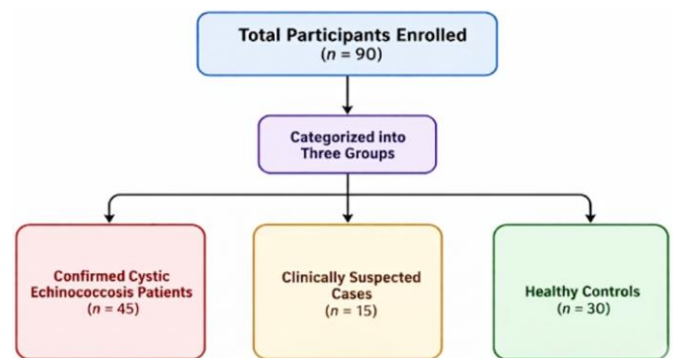 Total Participants Enrolled
(n = 90)
Categorized into
Three Groups
Confirmed Cystic
Echinococcosis Patients
(n = 45)
Clinically Suspected
Cases
(n = 15)
Healthy Controls
(n = 30)